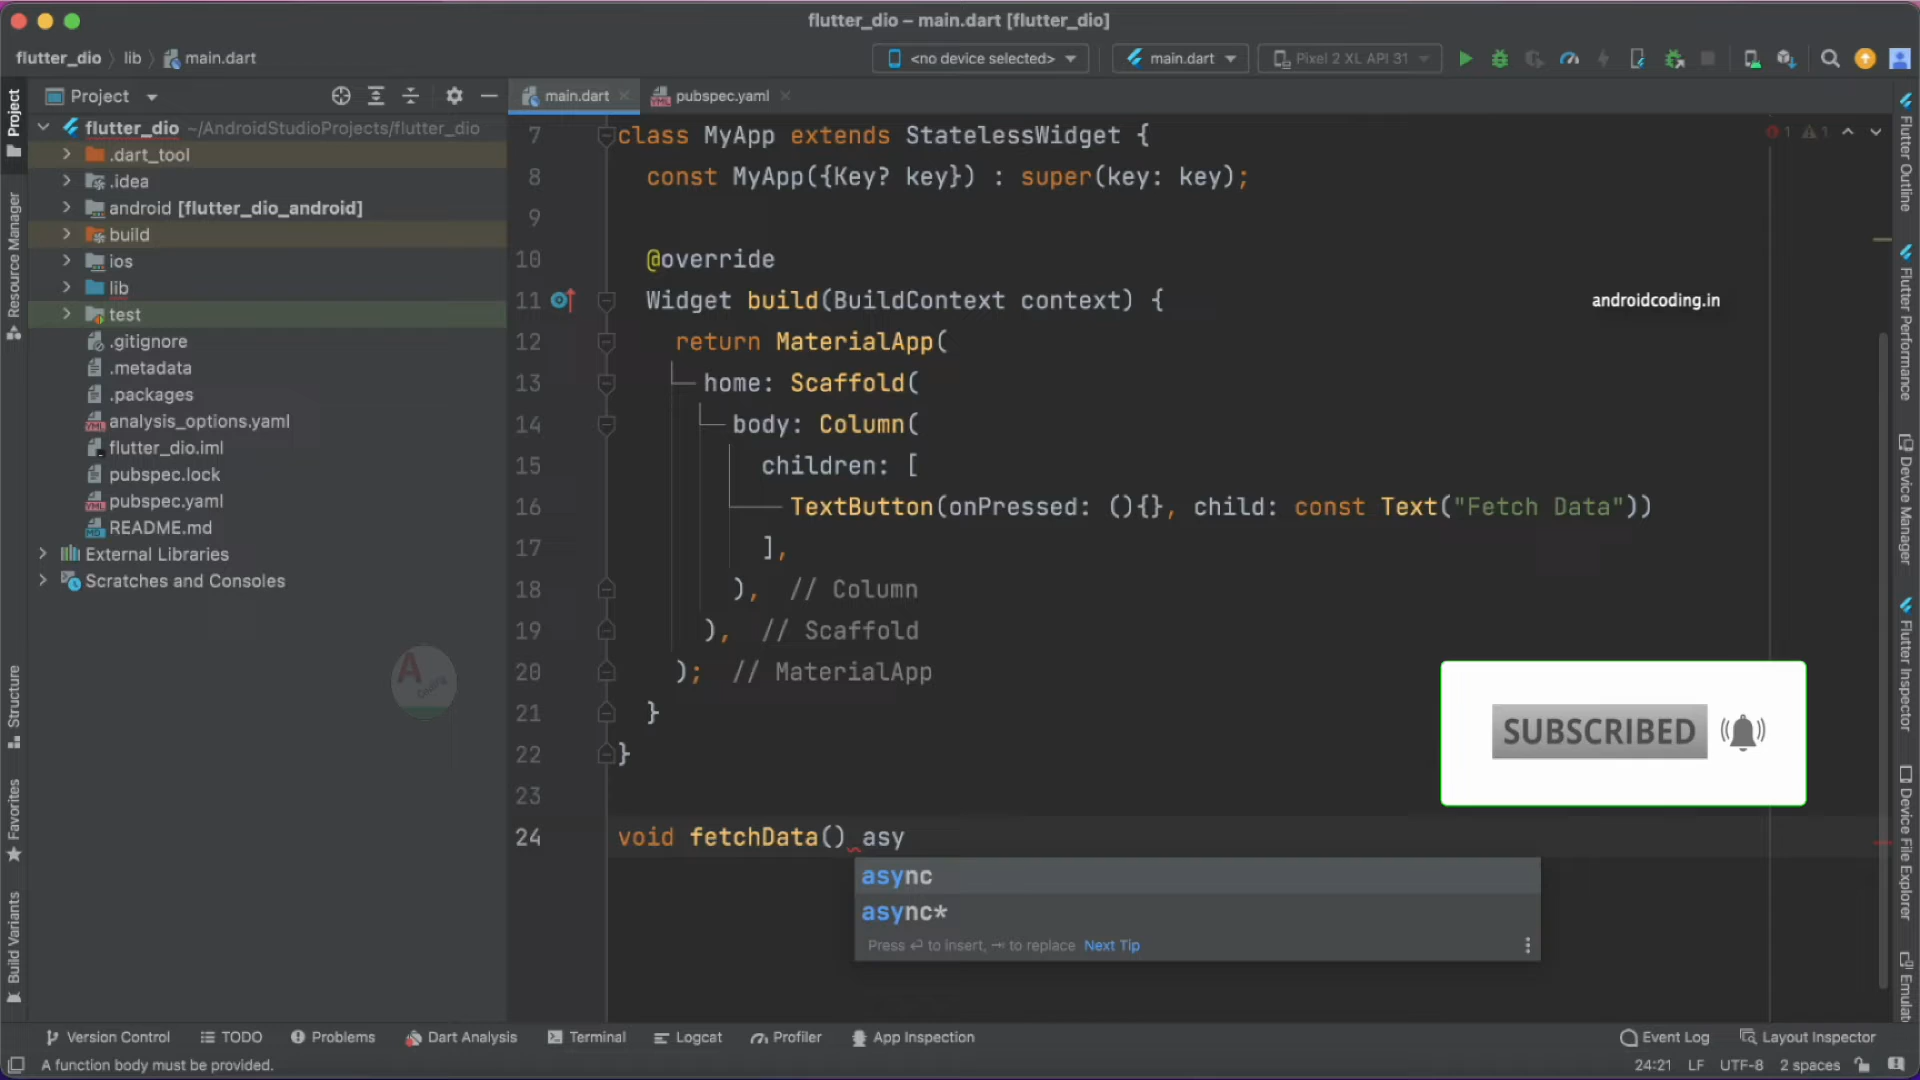 flutter_dio – main.dart [flutter_dio]
flutter_dio lib main.dart
<no device selected> main.dart Pixel 2 XL API 31
Project
main.dart pubspec.yaml
Project
Resource Manager
Structure
Favorites
Build Variants
flutter_dio ~/AndroidStudioProjects/flutter_dio
.dart_tool
.idea
android [flutter_dio_android]
build
ios
lib
test
.gitignore
.metadata
.packages
analysis_options.yaml
flutter_dio.iml
pubspec.lock
pubspec.yaml
README.md
External Libraries
Scratches and Consoles
A Coding
1 1
7 class MyApp extends StatelessWidget {
8 const MyApp({Key? key}) : super(key: key);
9
10 @override
11 Widget build(BuildContext context) {
12 return MaterialApp(
13 home: Scaffold(
14 body: Column(
15 children: [
16 TextButton(onPressed: (){}, child: const Text("Fetch Data"))
17 ],
18 ), // Column
19 ), // Scaffold
20 ); // MaterialApp
21 }
22 }
23
24 void fetchData() asy
async
async*
Press ⏎ to insert, ⇥ to replace Next Tip
androidcoding.in
SUBSCRIBED
Flutter Outline
Flutter Performance
Device Manager
Flutter Inspector
Device File Explorer
Emulat
Version Control TODO Problems Dart Analysis Terminal Logcat Profiler App Inspection Event Log Layout Inspector
A function body must be provided. 24:21 LF UTF-8 2 spaces